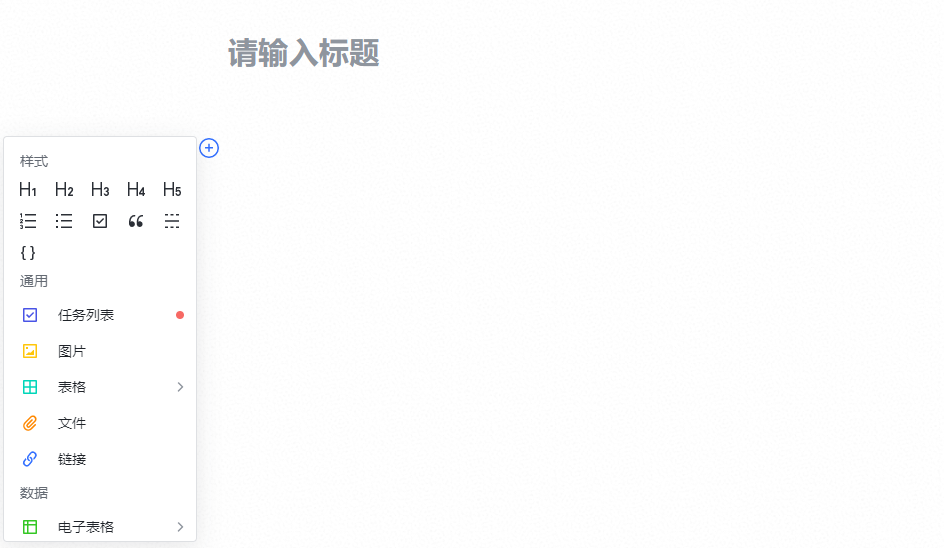 请输入标题
样式
H1 H2 H3 H4 H5
{ }
通用
任务列表
图片
表格
文件
链接
数据
电子表格